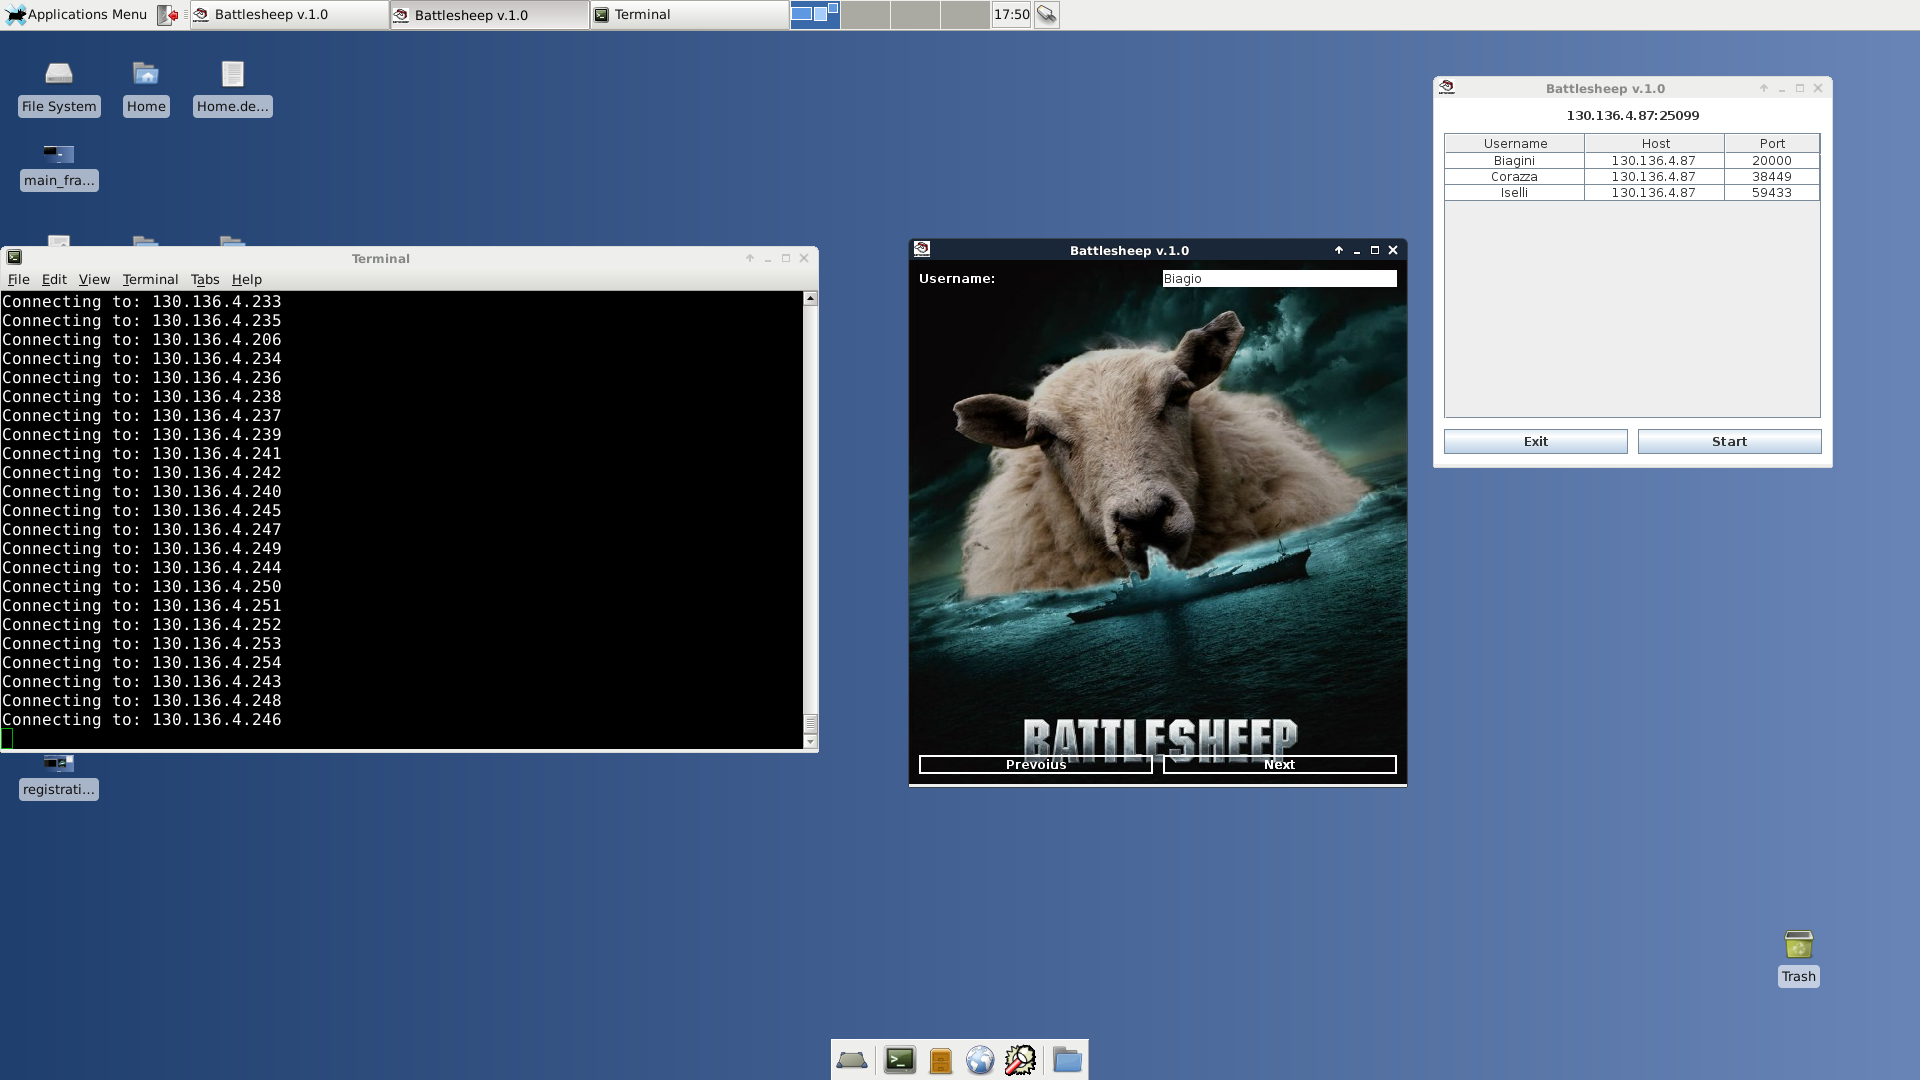 Applications Menu
Battlesheep v.1.0
Battlesheep v.1.0
Terminal
17:50
File System
Home
Home.de...
main_fra...
Terminal
File Edit View Terminal Tabs Help
Connecting to: 130.136.4.233
Connecting to: 130.136.4.235
Connecting to: 130.136.4.206
Connecting to: 130.136.4.234
Connecting to: 130.136.4.236
Connecting to: 130.136.4.238
Connecting to: 130.136.4.237
Connecting to: 130.136.4.239
Connecting to: 130.136.4.241
Connecting to: 130.136.4.242
Connecting to: 130.136.4.240
Connecting to: 130.136.4.245
Connecting to: 130.136.4.247
Connecting to: 130.136.4.249
Connecting to: 130.136.4.244
Connecting to: 130.136.4.250
Connecting to: 130.136.4.251
Connecting to: 130.136.4.252
Connecting to: 130.136.4.253
Connecting to: 130.136.4.254
Connecting to: 130.136.4.243
Connecting to: 130.136.4.248
Connecting to: 130.136.4.246
registrati...
Battlesheep v.1.0
Username: Biagio
BATTLESHEEP
Prevoius Next
Battlesheep v.1.0
130.136.4.87:25099
Username Host Port
Biagini 130.136.4.87 20000
Corazza 130.136.4.87 38449
Iselli 130.136.4.87 59433
Exit Start
Trash